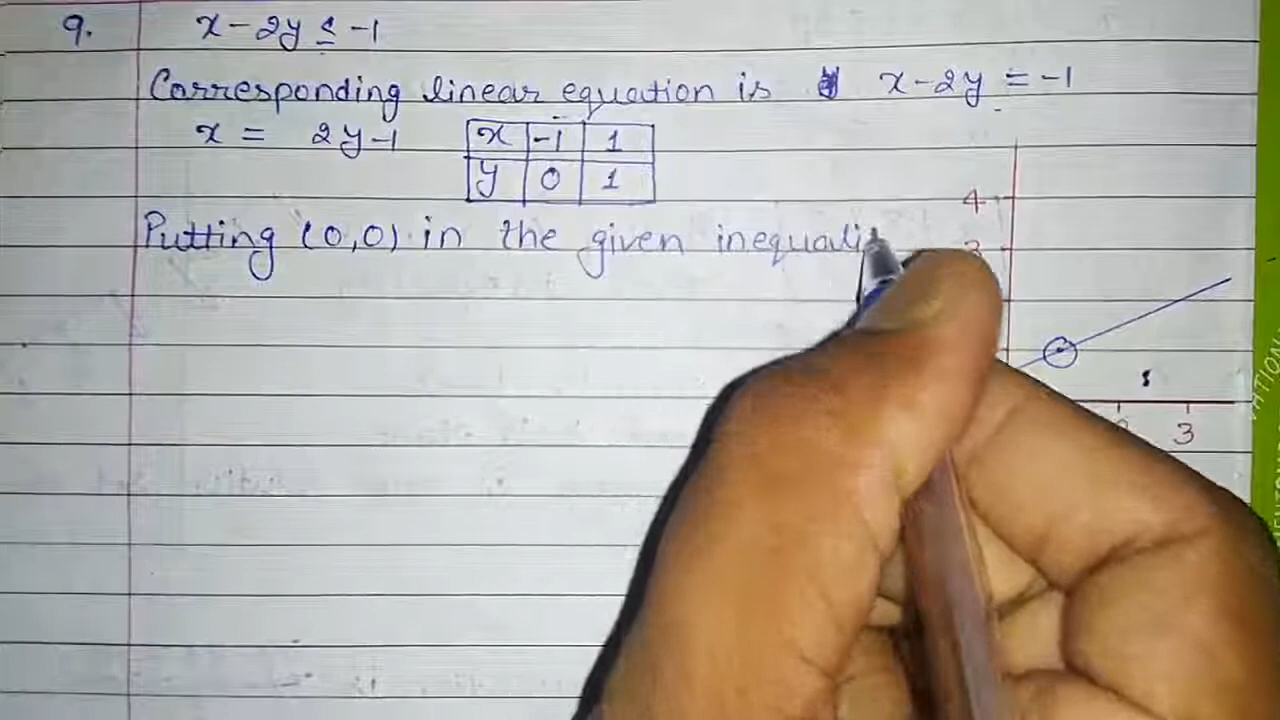 9. x - 2y ≤ -1
Corresponding linear equation is x - 2y = -1
x = 2y - 1
x -1 1
y 0 1
Putting (0,0) in the given
4
3